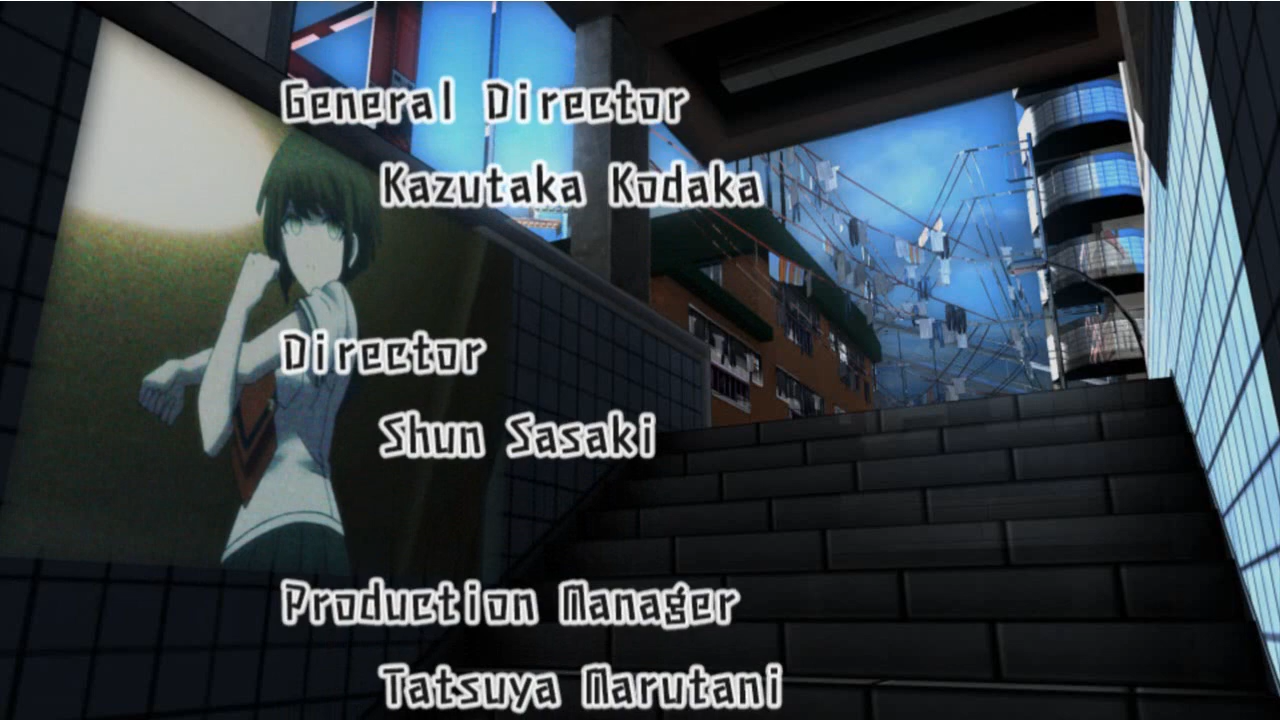 General Director
Kazutaka Kodaka
Director
Shun Sasaki
Production Manager
Tatsuya Marutani